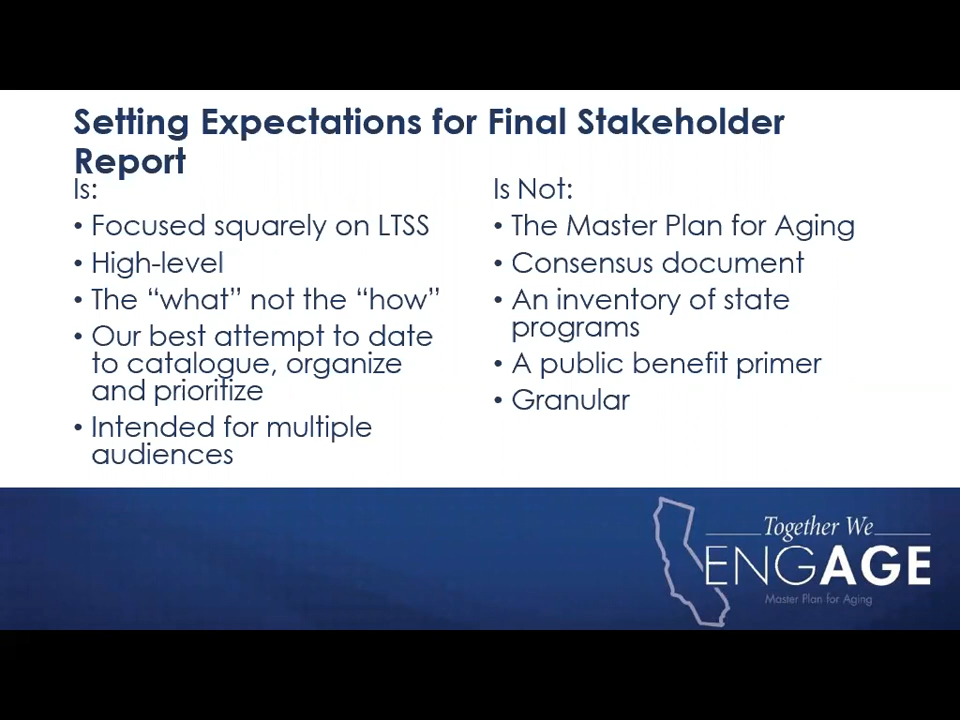 Setting Expectations for Final Stakeholder
Report
Is:
• Focused squarely on LTSS
• High-level
• The “what” not the “how”
• Our best attempt to date
to catalogue, organize
and prioritize
• Intended for multiple
audiences
Is Not:
• The Master Plan for Aging
• Consensus document
• An inventory of state
programs
• A public benefit primer
• Granular
Together We
ENGAGE
Master Plan for Aging